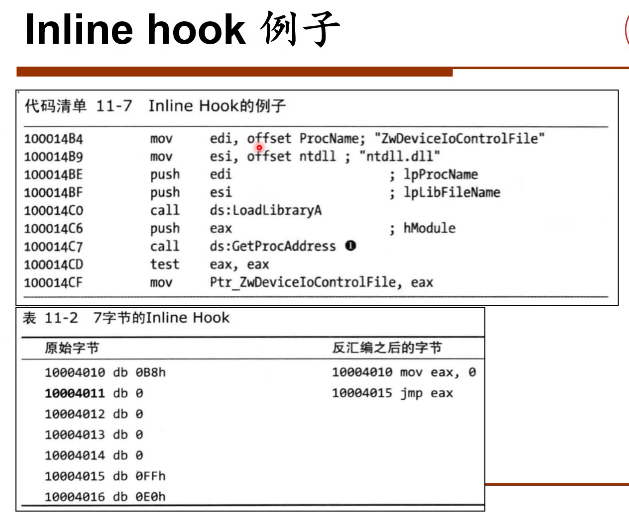 Inline hook 例子
代码清单 11-7 Inline Hook的例子
100014B4 mov edi, offset ProcName; "ZwDeviceIoControlFile"
100014B9 mov esi, offset ntdll ; "ntdll.dll"
100014BE push edi ; lpProcName
100014BF push esi ; lpLibFileName
100014C0 call ds:LoadLibraryA
100014C6 push eax ; hModule
100014C7 call ds:GetProcAddress ❶
100014CD test eax, eax
100014CF mov Ptr_ZwDeviceIoControlFile, eax
表 11-2 7字节的Inline Hook
原始字节 反汇编之后的字节
10004010 db 0B8h 10004010 mov eax, 0
10004011 db 0 10004015 jmp eax
10004012 db 0
10004013 db 0
10004014 db 0
10004015 db 0FFh
10004016 db 0E0h